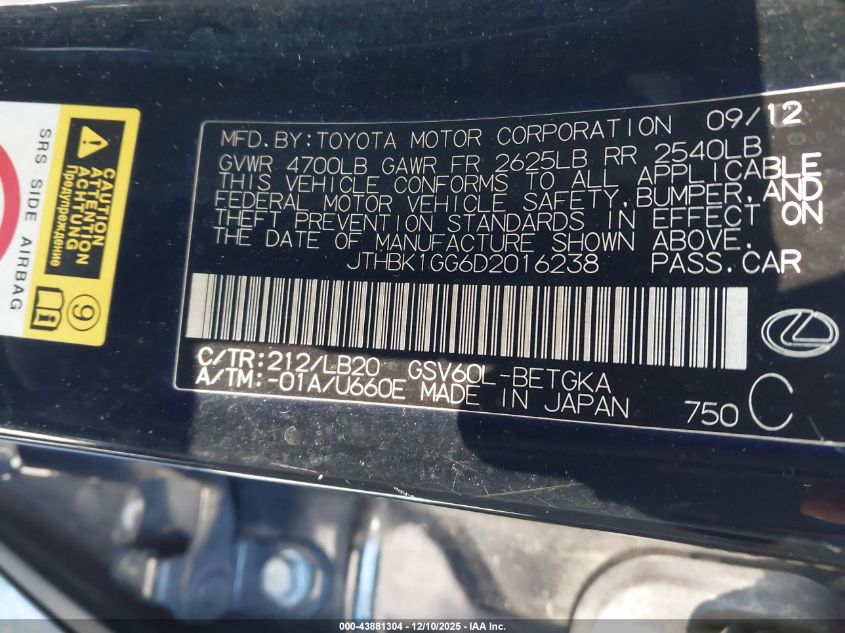 MFD. BY: TOYOTA MOTOR CORPORATION 09/12
GVWR 4700LB GAWR FR 2625LB RR 2540LB
THIS VEHICLE CONFORMS TO ALL APPLICABLE
FEDERAL MOTOR VEHICLE SAFETY, BUMPER, AND
THEFT PREVENTION STANDARDS IN EFFECT ON
THE DATE OF MANUFACTURE SHOWN ABOVE.
JTHBK1GG6D2016238 PASS.CAR
C/TR:212/LB20 GSV60L-BETGKA
A/TM:-01A/U660E MADE IN JAPAN
750 C
CAUTION
ATTENTION
ACHTUNG
Предупреждение
SRS SIDE AIRBAG
9
000-43881304 | 12/10/2025 - IAA Inc.